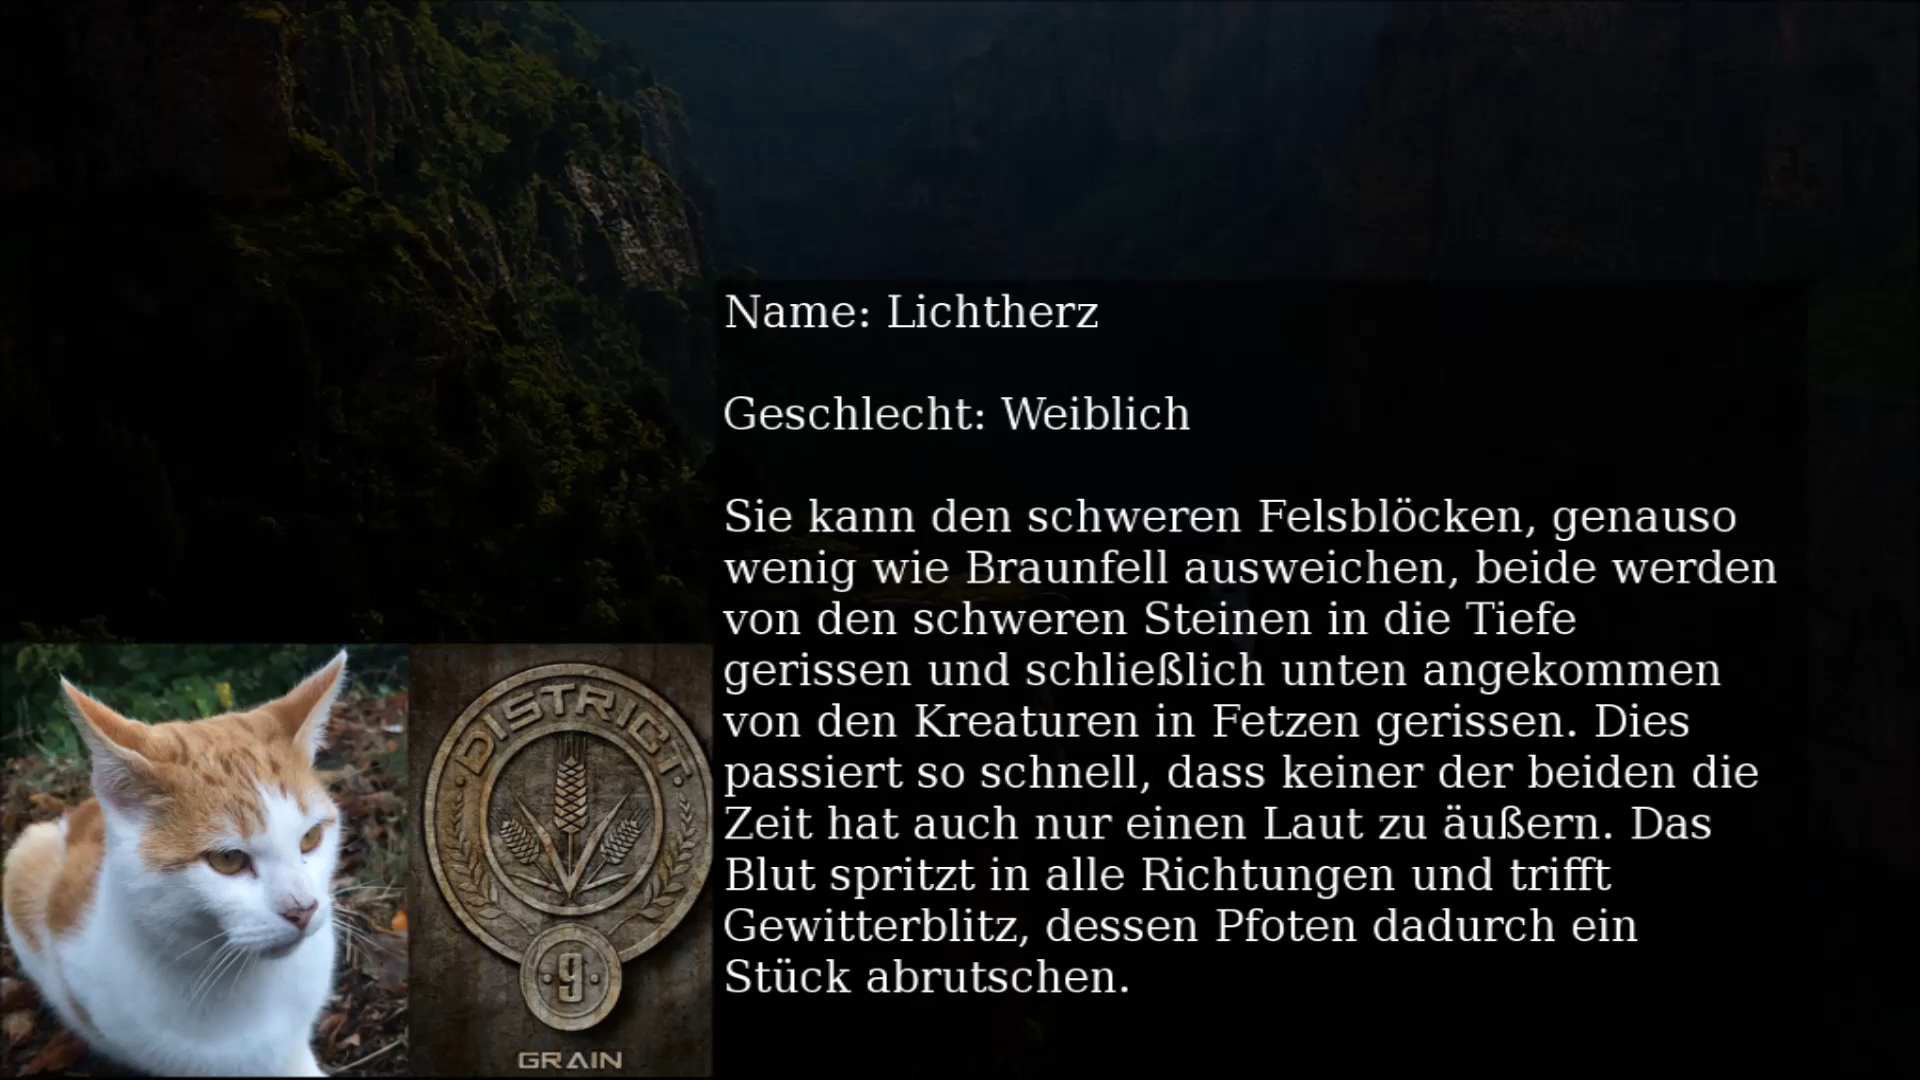 Name: Lichtherz
Geschlecht: Weiblich
Sie kann den schweren Felsblöcken, genauso
wenig wie Braunfell ausweichen, beide werden
von den schweren Steinen in die Tiefe
gerissen und schließlich unten angekommen
von den Kreaturen in Fetzen gerissen. Dies
passiert so schnell, dass keiner der beiden die
Zeit hat auch nur einen Laut zu äußern. Das
Blut spritzt in alle Richtungen und trifft
Gewitterblitz, dessen Pfoten dadurch ein
Stück abrutschen.
DISTRICT
9
GRAIN